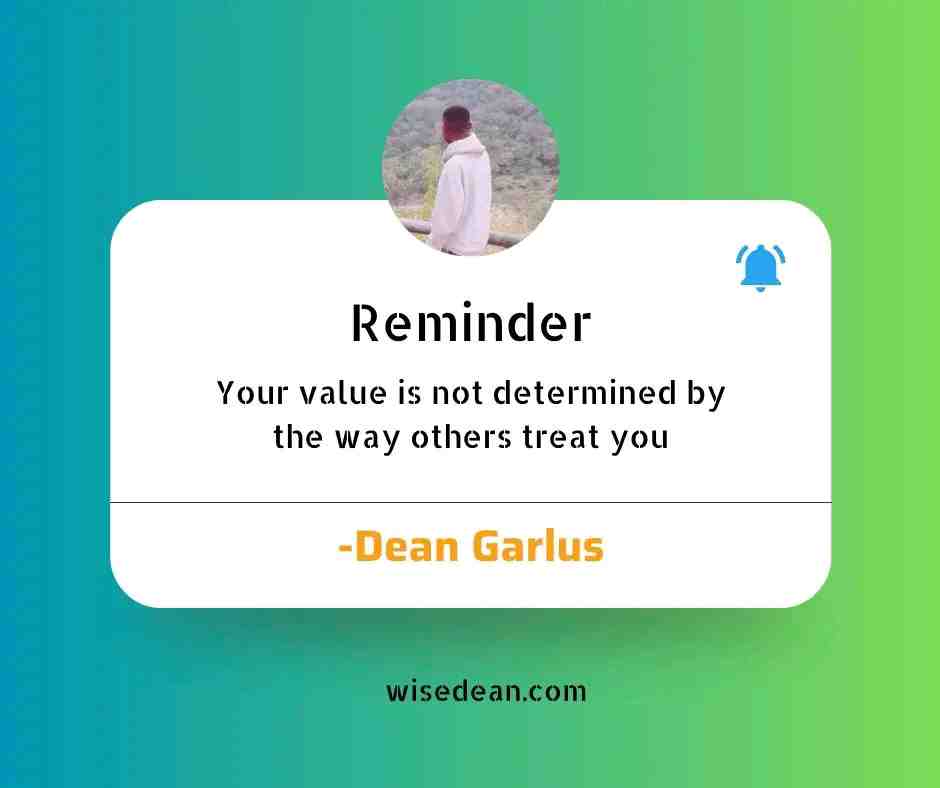 Reminder
Your value is not determined by
the way others treat you
-Dean Garlus
wisedean.com